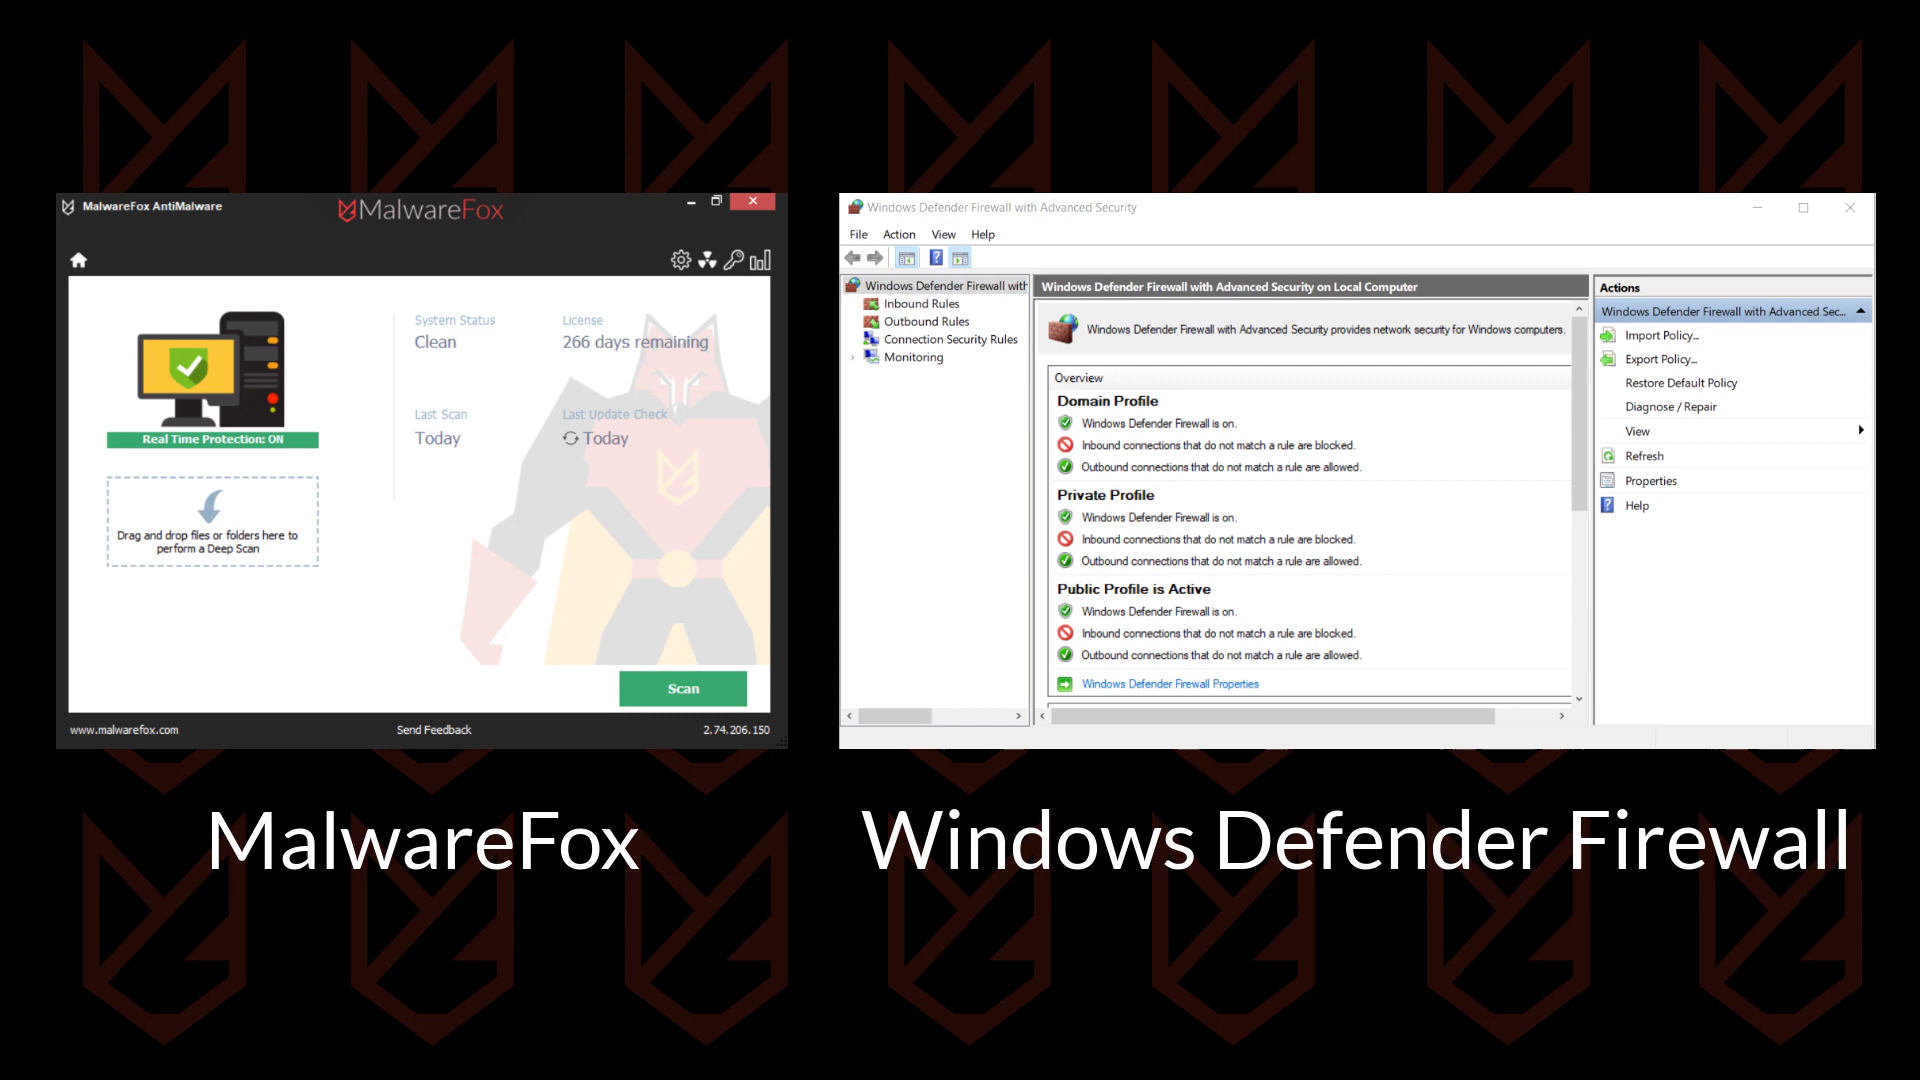 MalwareFox AntiMalware
MalwareFox
Real Time Protection: ON
Drag and drop files or folders here to
perform a Deep Scan
System Status
Clean
License
266 days remaining
Last Scan
Today
Last Update Check
Today
Scan
www.malwarefox.com
Send Feedback
2.74.206.150
Windows Defender Firewall with Advanced Security
File Action View Help
Windows Defender Firewall with
Inbound Rules
Outbound Rules
Connection Security Rules
Monitoring
Windows Defender Firewall with Advanced Security on Local Computer
Windows Defender Firewall with Advanced Security provides network security for Windows computers.
Overview
Domain Profile
Windows Defender Firewall is on.
Inbound connections that do not match a rule are blocked.
Outbound connections that do not match a rule are allowed.
Private Profile
Windows Defender Firewall is on.
Inbound connections that do not match a rule are blocked.
Outbound connections that do not match a rule are allowed.
Public Profile is Active
Windows Defender Firewall is on.
Inbound connections that do not match a rule are blocked.
Outbound connections that do not match a rule are allowed.
Windows Defender Firewall Properties
Actions
Windows Defender Firewall with Advanced Sec...
Import Policy...
Export Policy...
Restore Default Policy
Diagnose / Repair
View
Refresh
Properties
Help
MalwareFox
Windows Defender Firewall